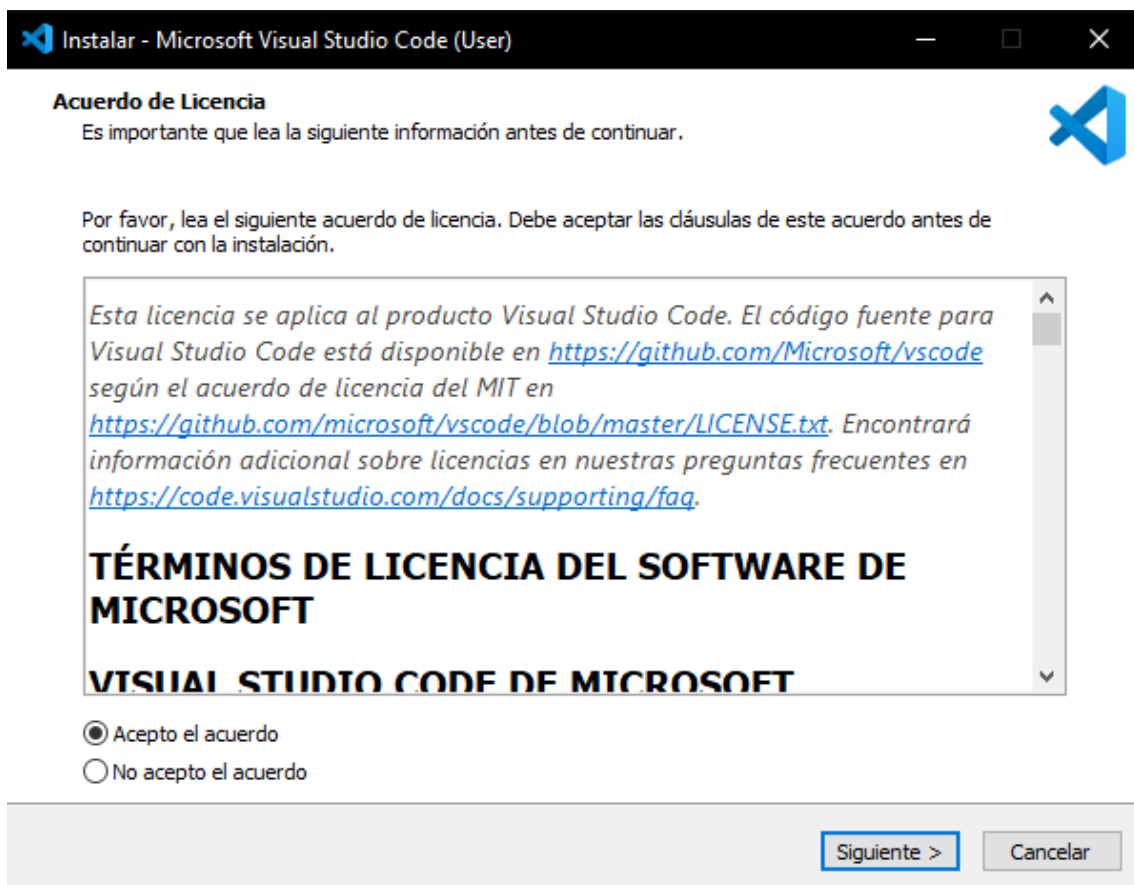 Instalar - Microsoft Visual Studio Code (User)
Acuerdo de Licencia
Es importante que lea la siguiente información antes de continuar.
Por favor, lea el siguiente acuerdo de licencia. Debe aceptar las cláusulas de este acuerdo antes de
continuar con la instalación.
Esta licencia se aplica al producto Visual Studio Code. El código fuente para
Visual Studio Code está disponible en https://github.com/Microsoft/vscode
según el acuerdo de licencia del MIT en
https://github.com/microsoft/vscode/blob/master/LICENSE.txt. Encontrará
información adicional sobre licencias en nuestras preguntas frecuentes en
https://code.visualstudio.com/docs/supporting/faq.
TÉRMINOS DE LICENCIA DEL SOFTWARE DE
MICROSOFT
VISUAL STUDIO CODE DE MICROSOFT
Acepto el acuerdo
No acepto el acuerdo
Siguiente > Cancelar